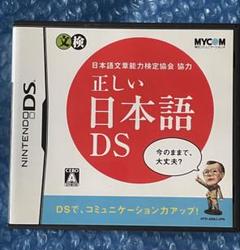 文検
MYCOM
日本語文章能力検定協会 協力
正しい
日本語
DS
NINTENDO DS
今のままで、
大丈夫?
CERO
A
DSで、コミュニケーション力アップ!